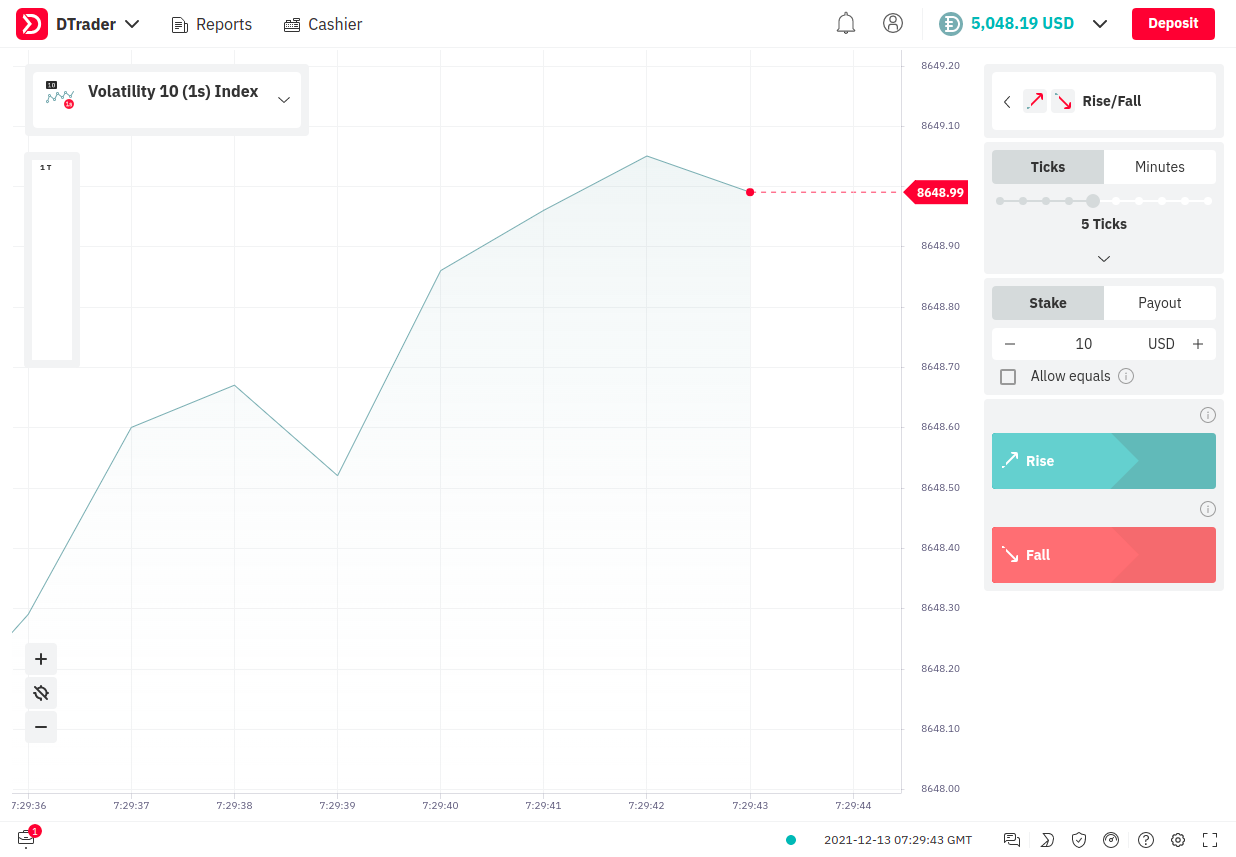 DTrader
Reports
Cashier
5,048.19 USD
Deposit
10
1s
Volatility 10 (1s) Index
1 T
8649.20
8649.10
8648.99
8648.90
8648.80
8648.70
8648.60
8648.50
8648.40
8648.30
8648.20
8648.10
8648.00
7:29:36 7:29:37 7:29:38 7:29:39 7:29:40 7:29:41 7:29:42 7:29:43 7:29:44
Rise/Fall
Ticks Minutes
5 Ticks
Stake Payout
− 10 USD +
Allow equals
Rise
Fall
1
2021-12-13 07:29:43 GMT